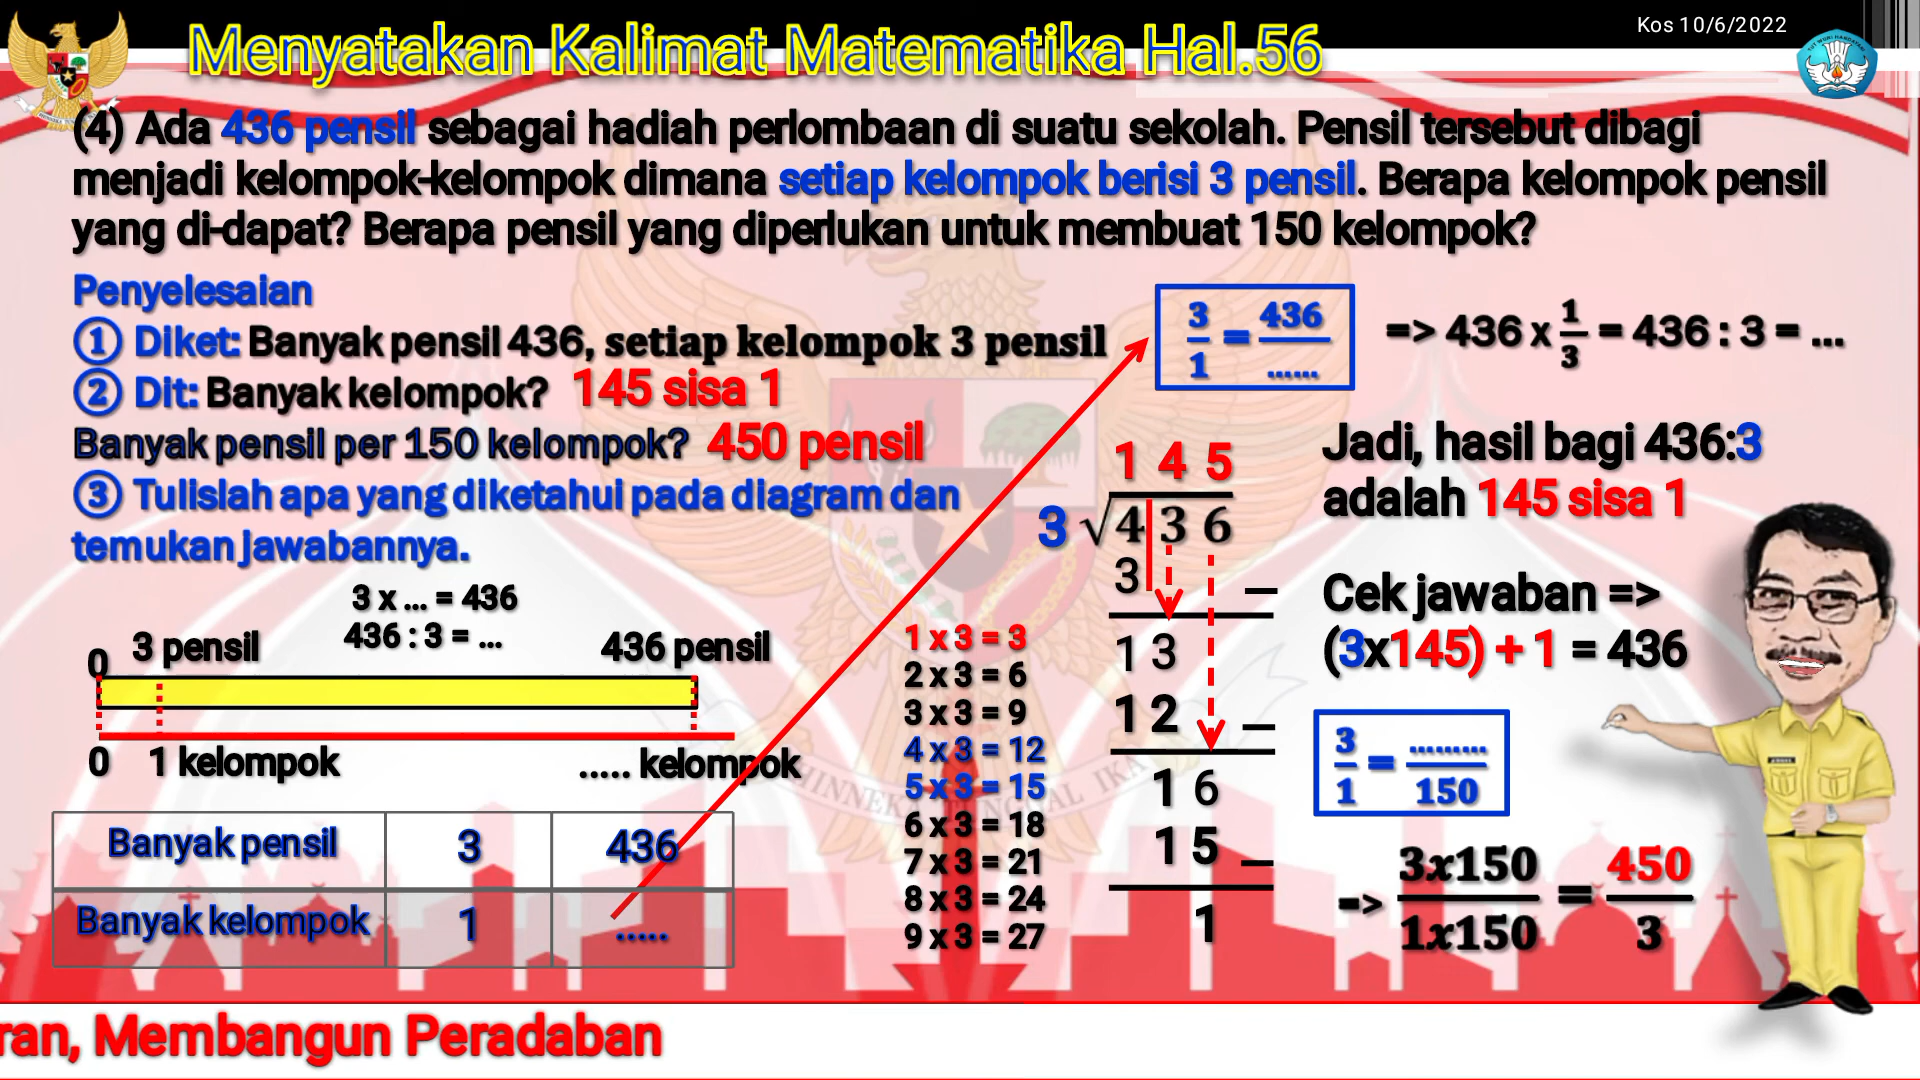 Kos 10/6/2022
Menyatakan Kalimat Matematika Hal.56
(4) Ada 436 pensil sebagai hadiah perlombaan di suatu sekolah. Pensil tersebut dibagi
menjadi kelompok-kelompok dimana setiap kelompok berisi 3 pensil. Berapa kelompok pensil
yang di-dapat? Berapa pensil yang diperlukan untuk membuat 150 kelompok?
Penyelesaian
① Diket: Banyak pensil 436, setiap kelompok 3 pensil
② Dit: Banyak kelompok? 145 sisa 1
Banyak pensil per 150 kelompok? 450 pensil
③ Tulislah apa yang diketahui pada diagram dan
temukan jawabannya.
3 x ... = 436
436 : 3 = ...
0 3 pensil 436 pensil
0 1 kelompok ..... kelompok
Banyak pensil 3 436
Banyak kelompok 1 .....
3/1 = 436/...... => 436 x 1/3 = 436 : 3 = ...
1 4 5
3 √4 3 6
3 –
1 3
1 2 –
1 6
1 5 –
1
1 x 3 = 3
2 x 3 = 6
3 x 3 = 9
4 x 3 = 12
5 x 3 = 15
6 x 3 = 18
7 x 3 = 21
8 x 3 = 24
9 x 3 = 27
Jadi, hasil bagi 436:3
adalah 145 sisa 1
Cek jawaban =>
(3x145) + 1 = 436
3/1 = ........./150
=> 3x150/1x150 = 450/3
ran, Membangun Peradaban